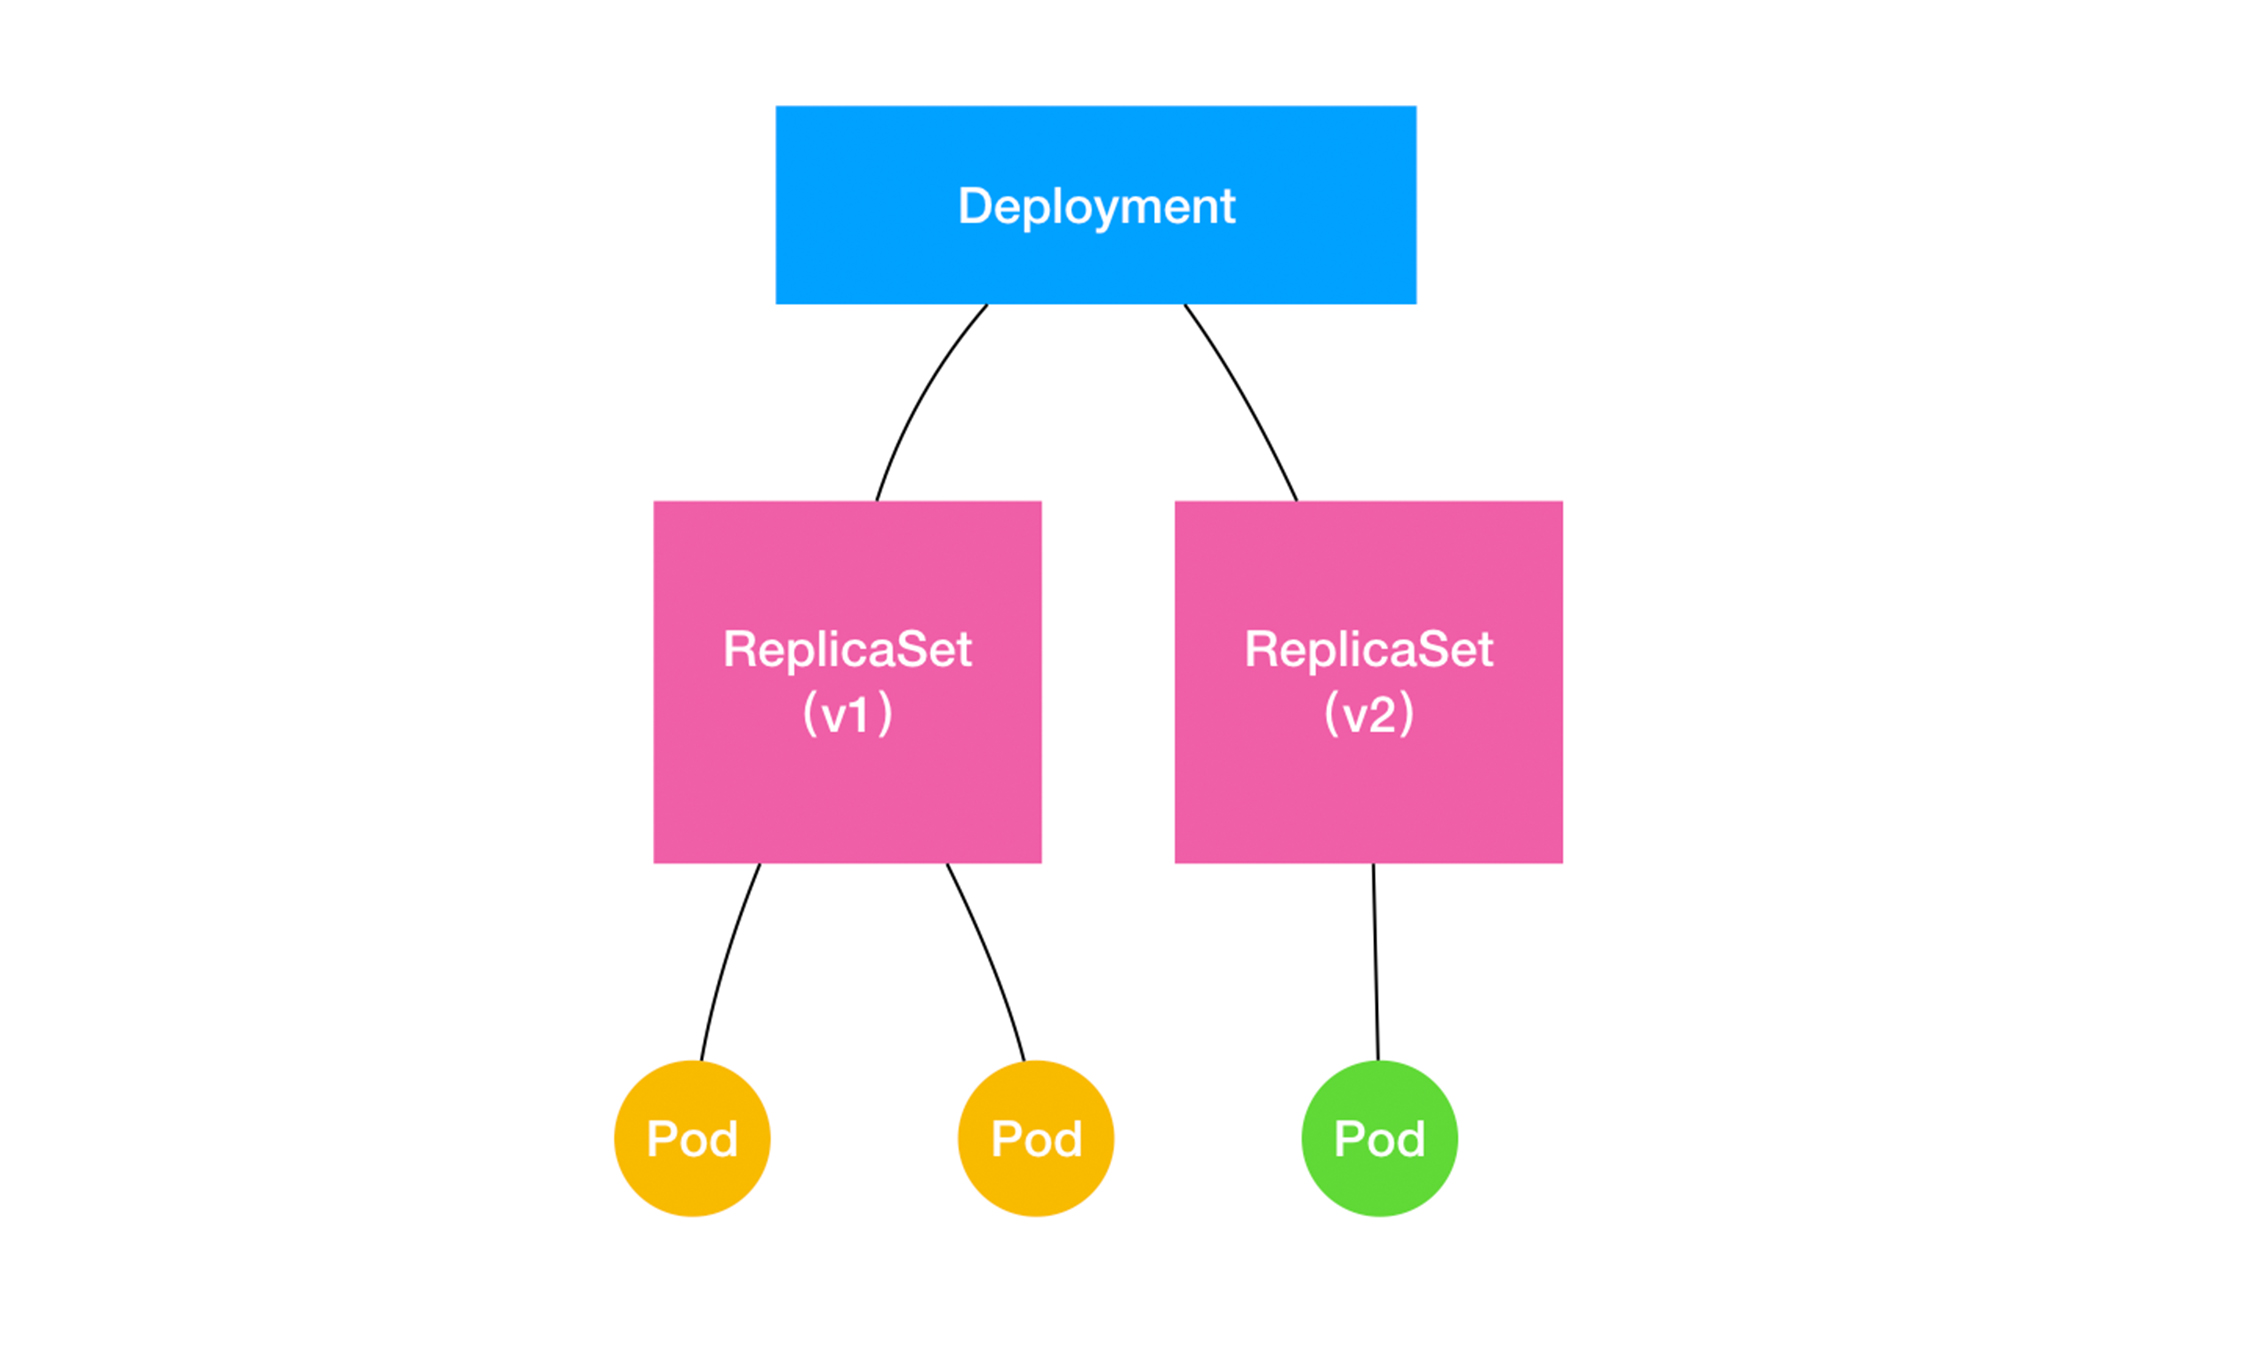 Deployment
ReplicaSet
(v1)
ReplicaSet
(v2)
Pod
Pod
Pod